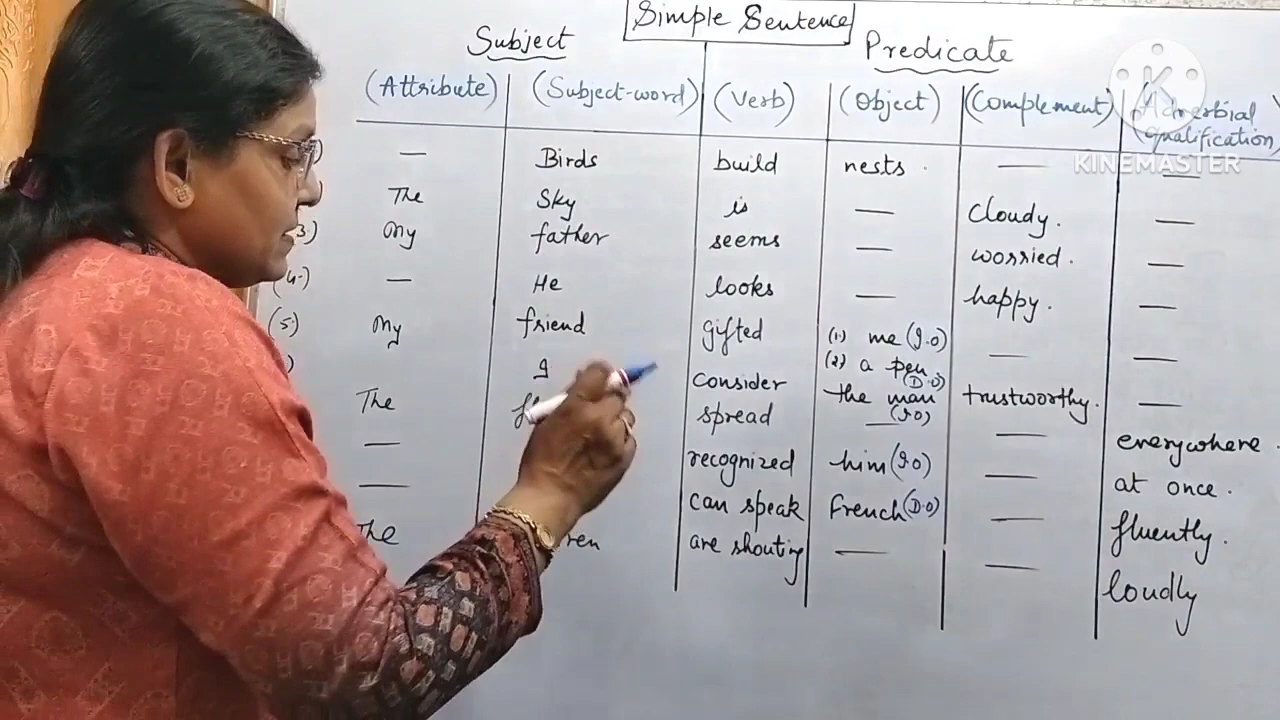 Simple Sentence
Subject Predicate
(Attribute) (Subject-word) (Verb) (Object) (Complement) (Adverbial qualification)
— Birds build nests. — —
The Sky is — cloudy. —
3.) My father seems — worried. —
(4.) — He looks — happy. —
(5) My friend gifted (1) me (I.O) — —
(2) a pen (D.O)
I consider the man (I.O) trustworthy. —
The spread — — everywhere.
— recognized him (I.O) — at once.
— can speak French (D.O) — fluently.
The are shouting — — loudly
KINEMASTER